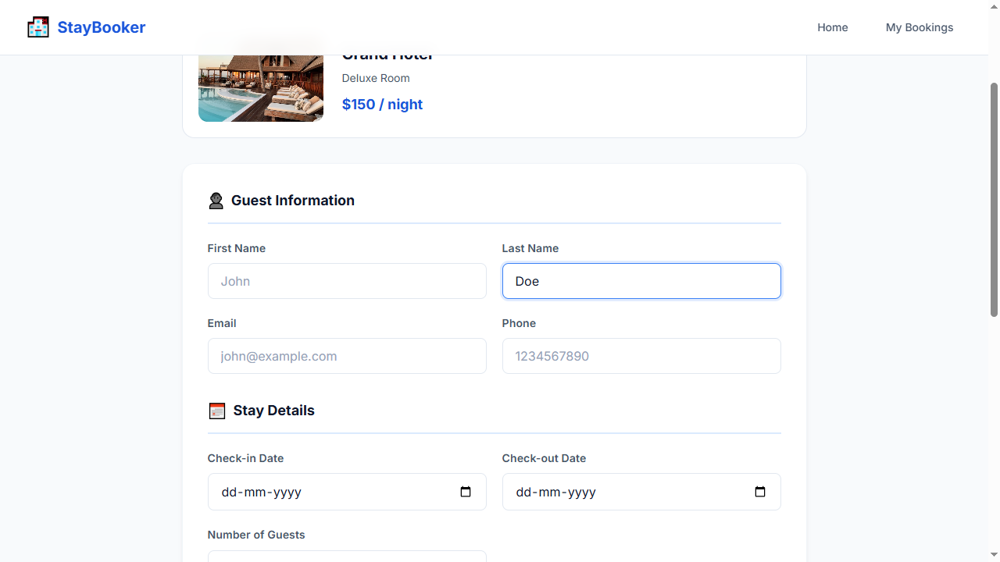 StayBooker
Home
My Bookings
Grand Hotel
Deluxe Room
$150 / night
Guest Information
First Name
Last Name
John
Doe
Email
Phone
john@example.com
1234567890
Stay Details
Check-in Date
Check-out Date
dd-mm-yyyy
dd-mm-yyyy
Number of Guests